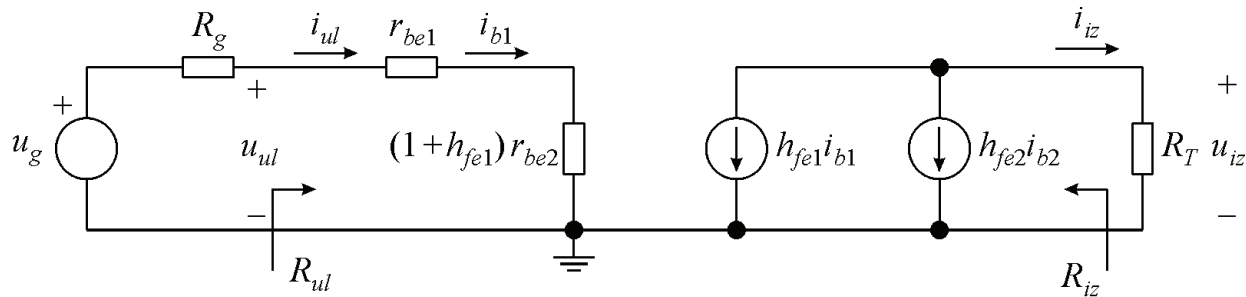 R_g
i_ul
r_be1
i_b1
i_iz
+
+
+
u_g
u_ul
(1+h_fe1) r_be2
h_fe1 i_b1
h_fe2 i_b2
R_T
u_iz
−
−
R_ul
R_iz